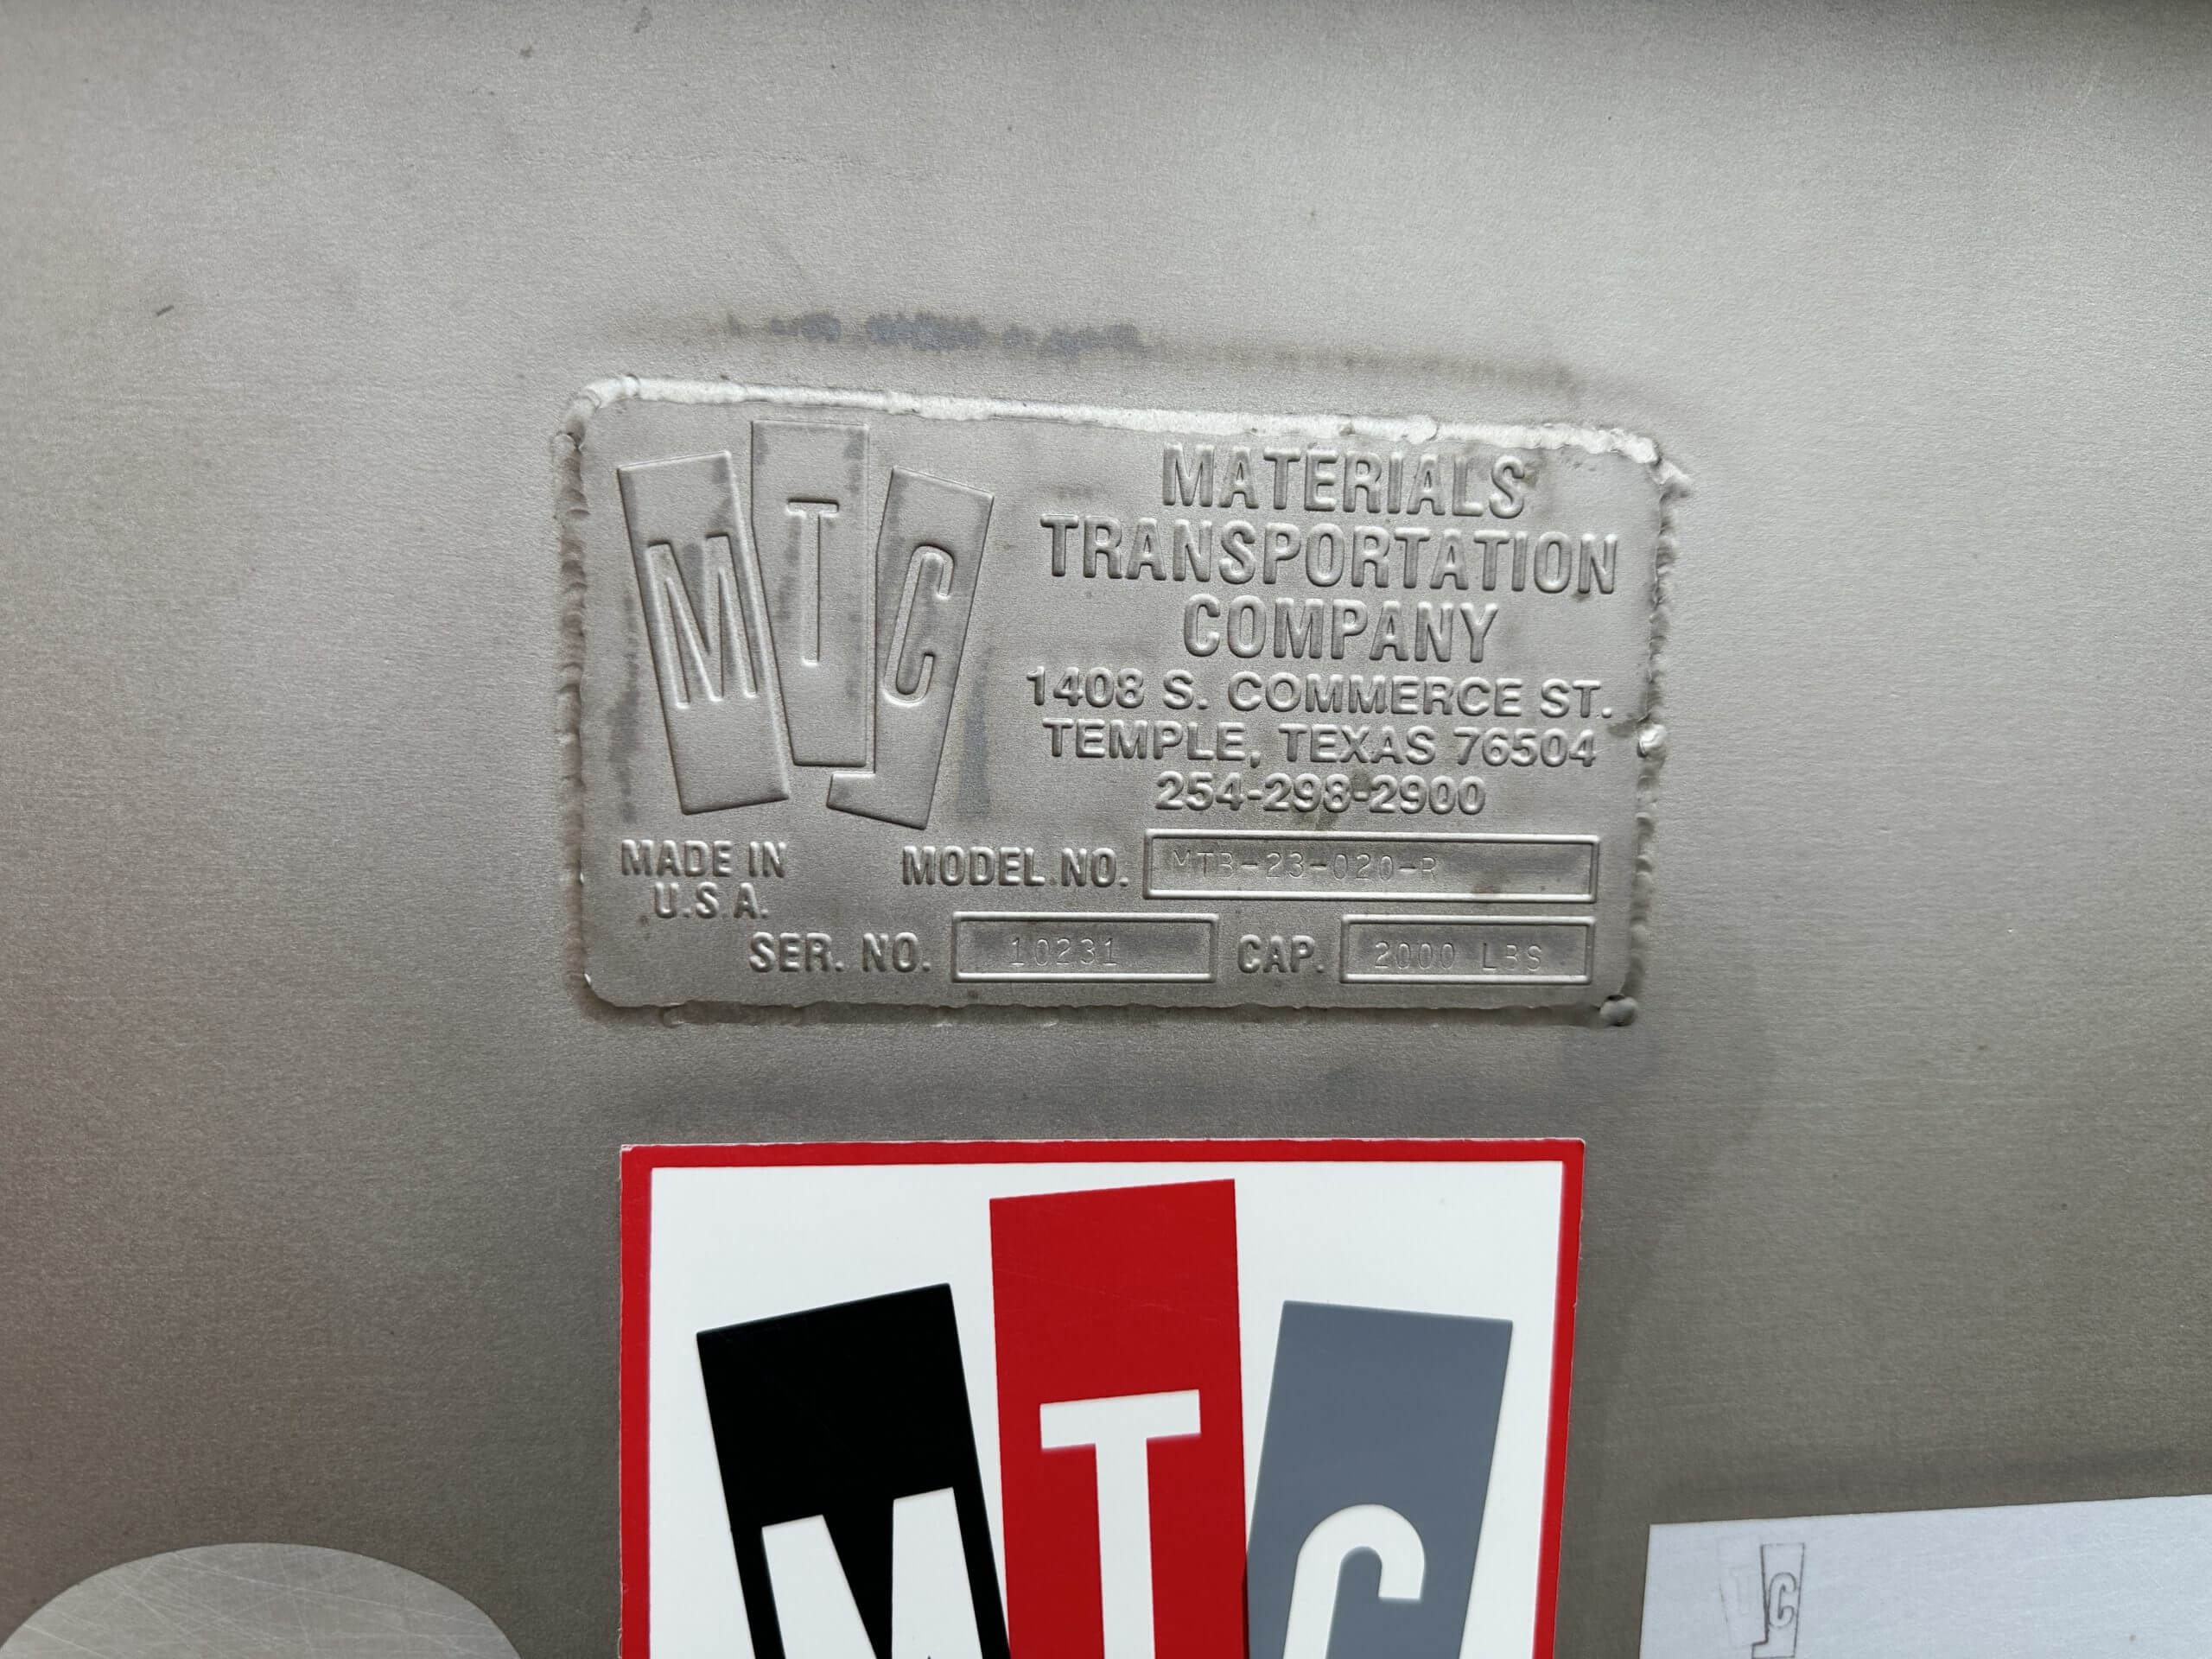 MTC
MATERIALS
TRANSPORTATION
COMPANY
1408 S. COMMERCE ST.
TEMPLE, TEXAS 76504
254-298-2900
MADE IN
U.S.A.
MODEL NO. MTB-23-020-R
SER. NO. 10231 CAP. 2000 LBS
MTC
C